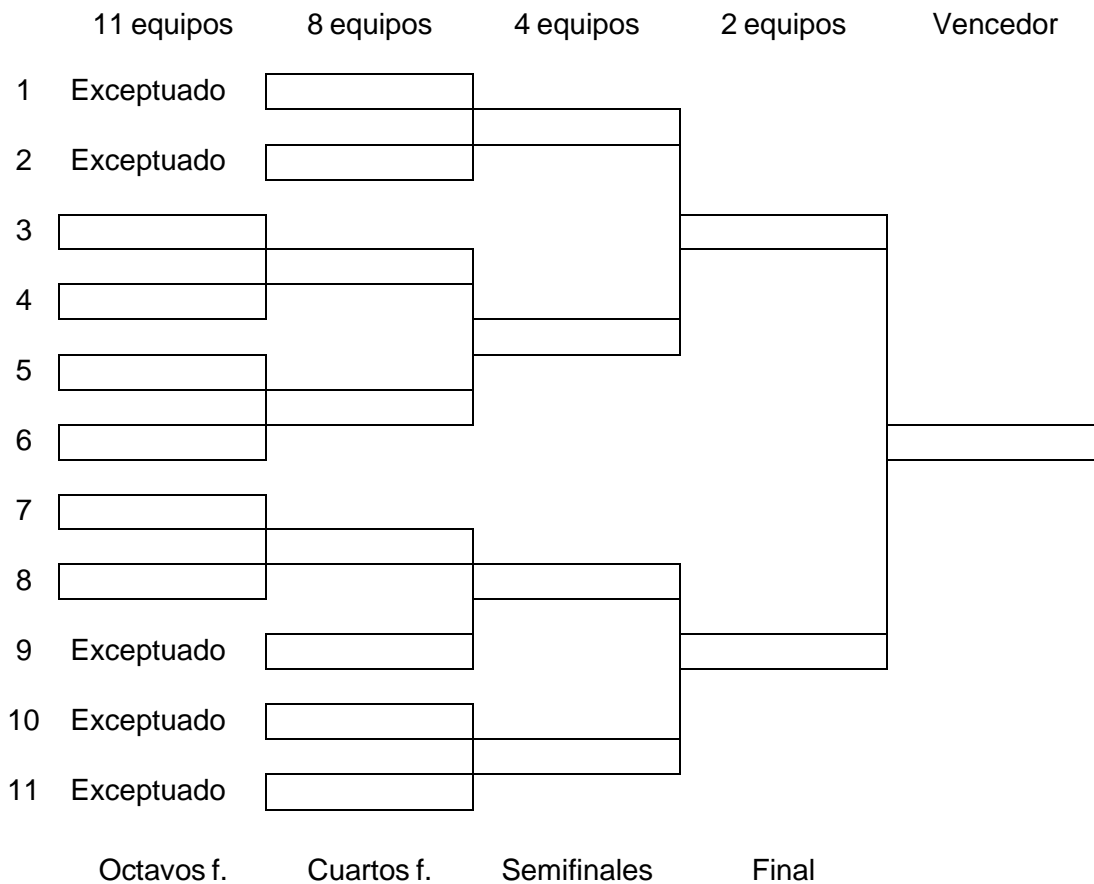 11 equipos 8 equipos 4 equipos 2 equipos Vencedor
1 Exceptuado
2 Exceptuado
3
4
5
6
7
8
9 Exceptuado
10 Exceptuado
11 Exceptuado
Octavos f. Cuartos f. Semifinales Final